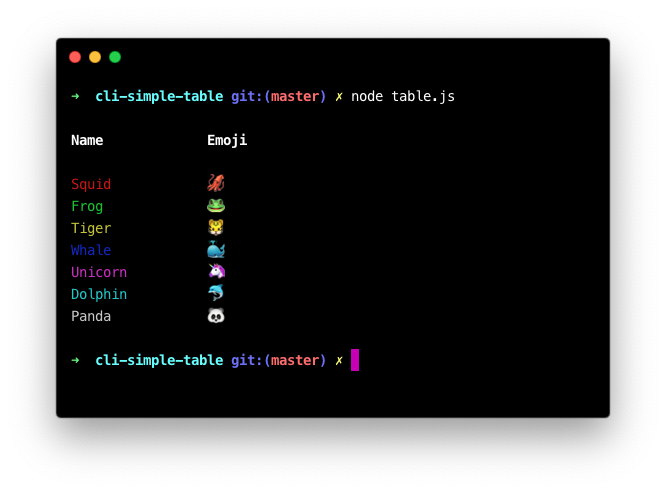 ➜ cli-simple-table git:(master) ✗ node table.js
Name Emoji
Squid 🦑
Frog 🐸
Tiger 🐯
Whale 🐳
Unicorn 🦄
Dolphin 🐬
Panda 🐼
➜ cli-simple-table git:(master) ✗